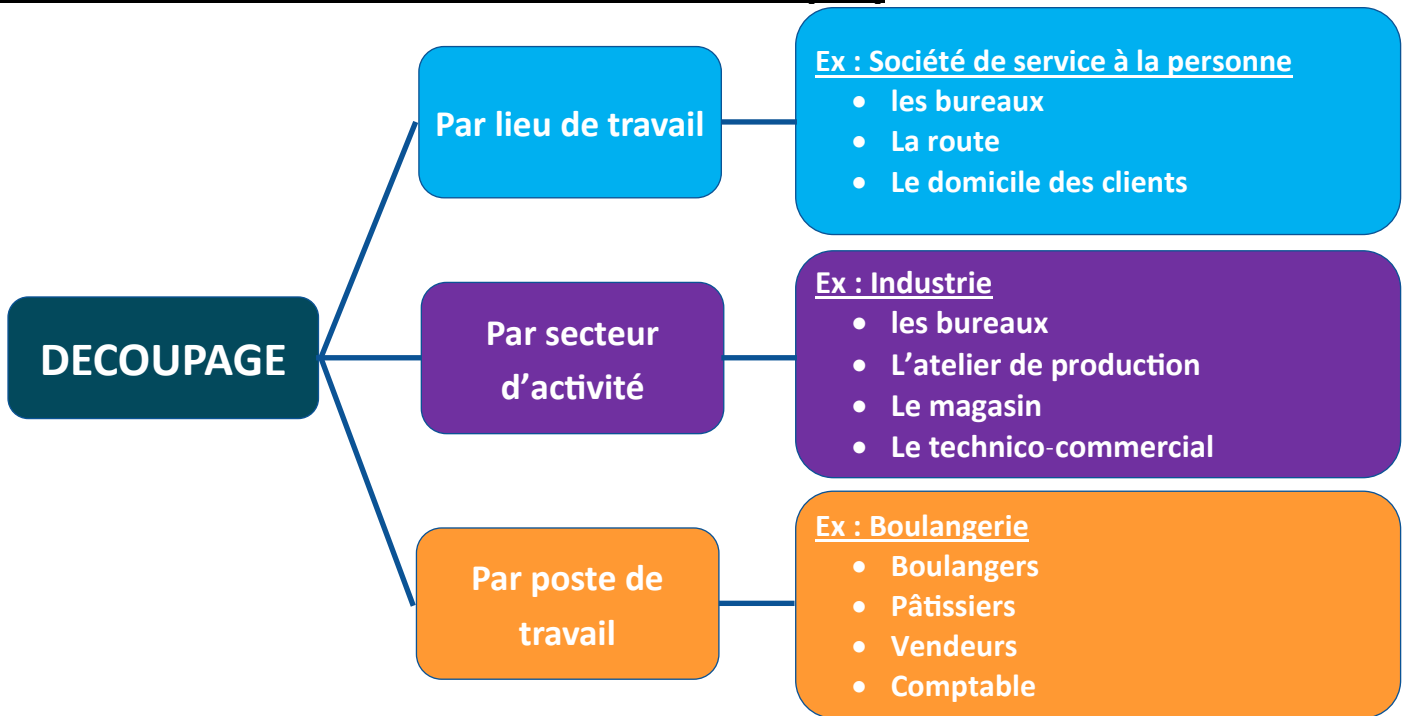 DECOUPAGE
Par lieu de travail
Ex : Société de service à la personne
• les bureaux
• La route
• Le domicile des clients
Par secteur
d’activité
Ex : Industrie
• les bureaux
• L’atelier de production
• Le magasin
• Le technico-commercial
Par poste de
travail
Ex : Boulangerie
• Boulangers
• Pâtissiers
• Vendeurs
• Comptable